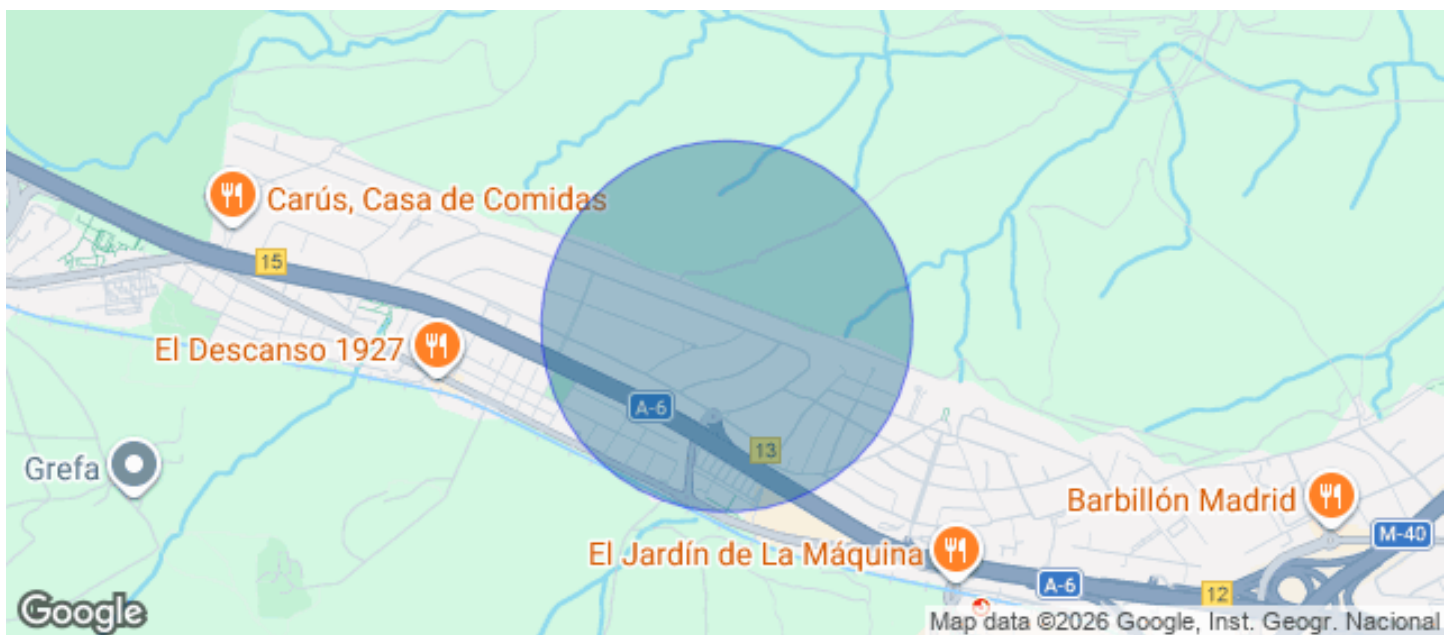 Carús, Casa de Comidas
15
El Descanso 1927
A-6
13
Grefa
Barbillón Madrid
M-40
El Jardín de La Máquina
A-6
12
Google
Map data ©2026 Google, Inst. Geogr. Nacional